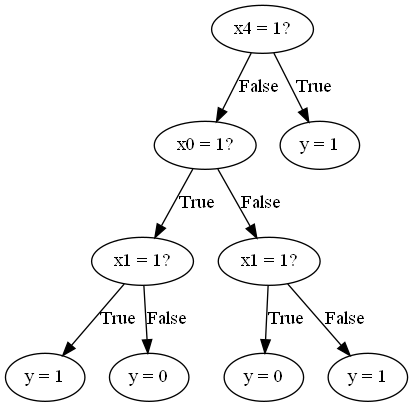 x4 = 1?
False
True
x0 = 1?
y = 1
True
False
x1 = 1?
x1 = 1?
True
False
True
False
y = 1
y = 0
y = 0
y = 1